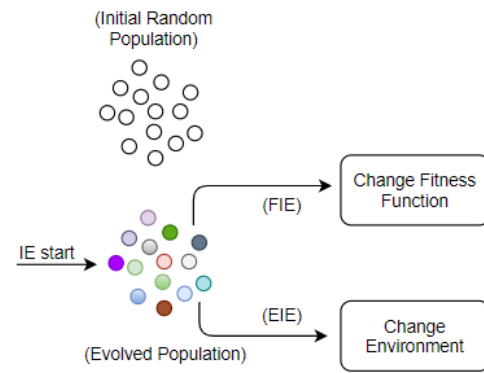 (Initial Random
Population)
(FIE)
Change Fitness
Function
IE start
(EIE)
Change
Environment
(Evolved Population)